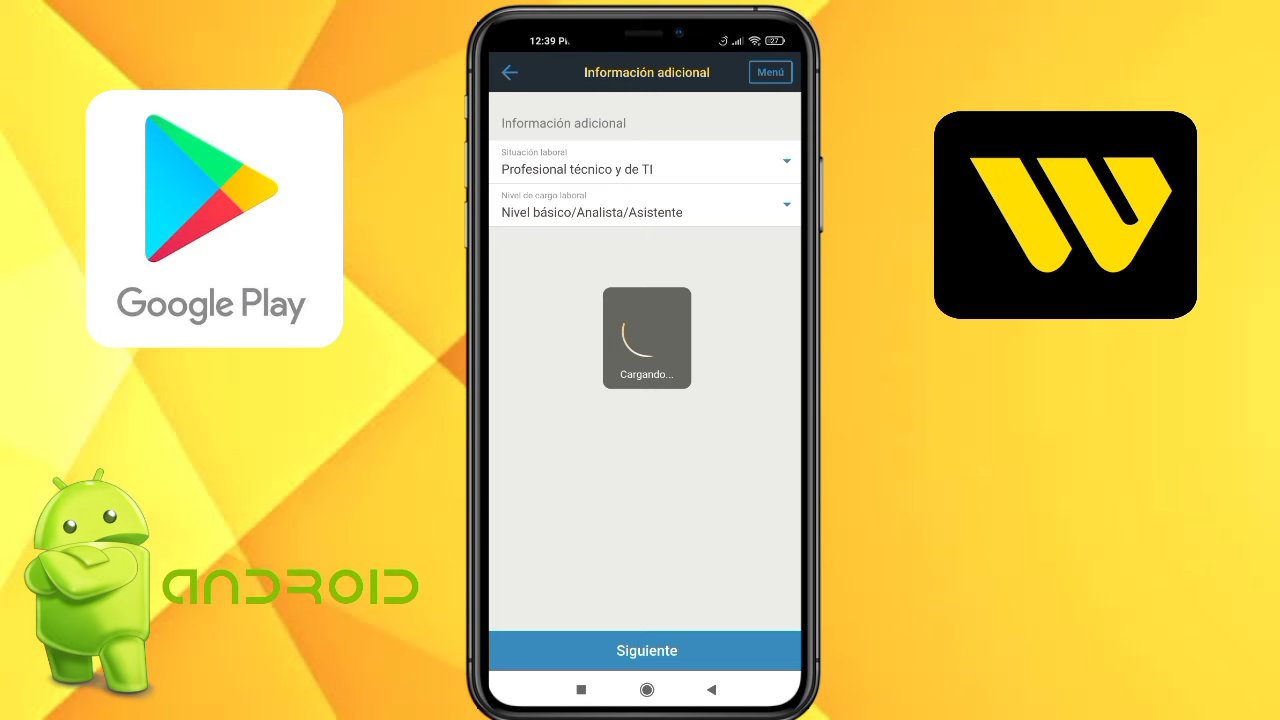 Google Play
ANDROID
12:39
27
Información adicional
Menú
Información adicional
Situación laboral
Profesional técnico y de TI
Nivel de cargo laboral
Nivel básico/Analista/Asistente
Cargando...
Siguiente